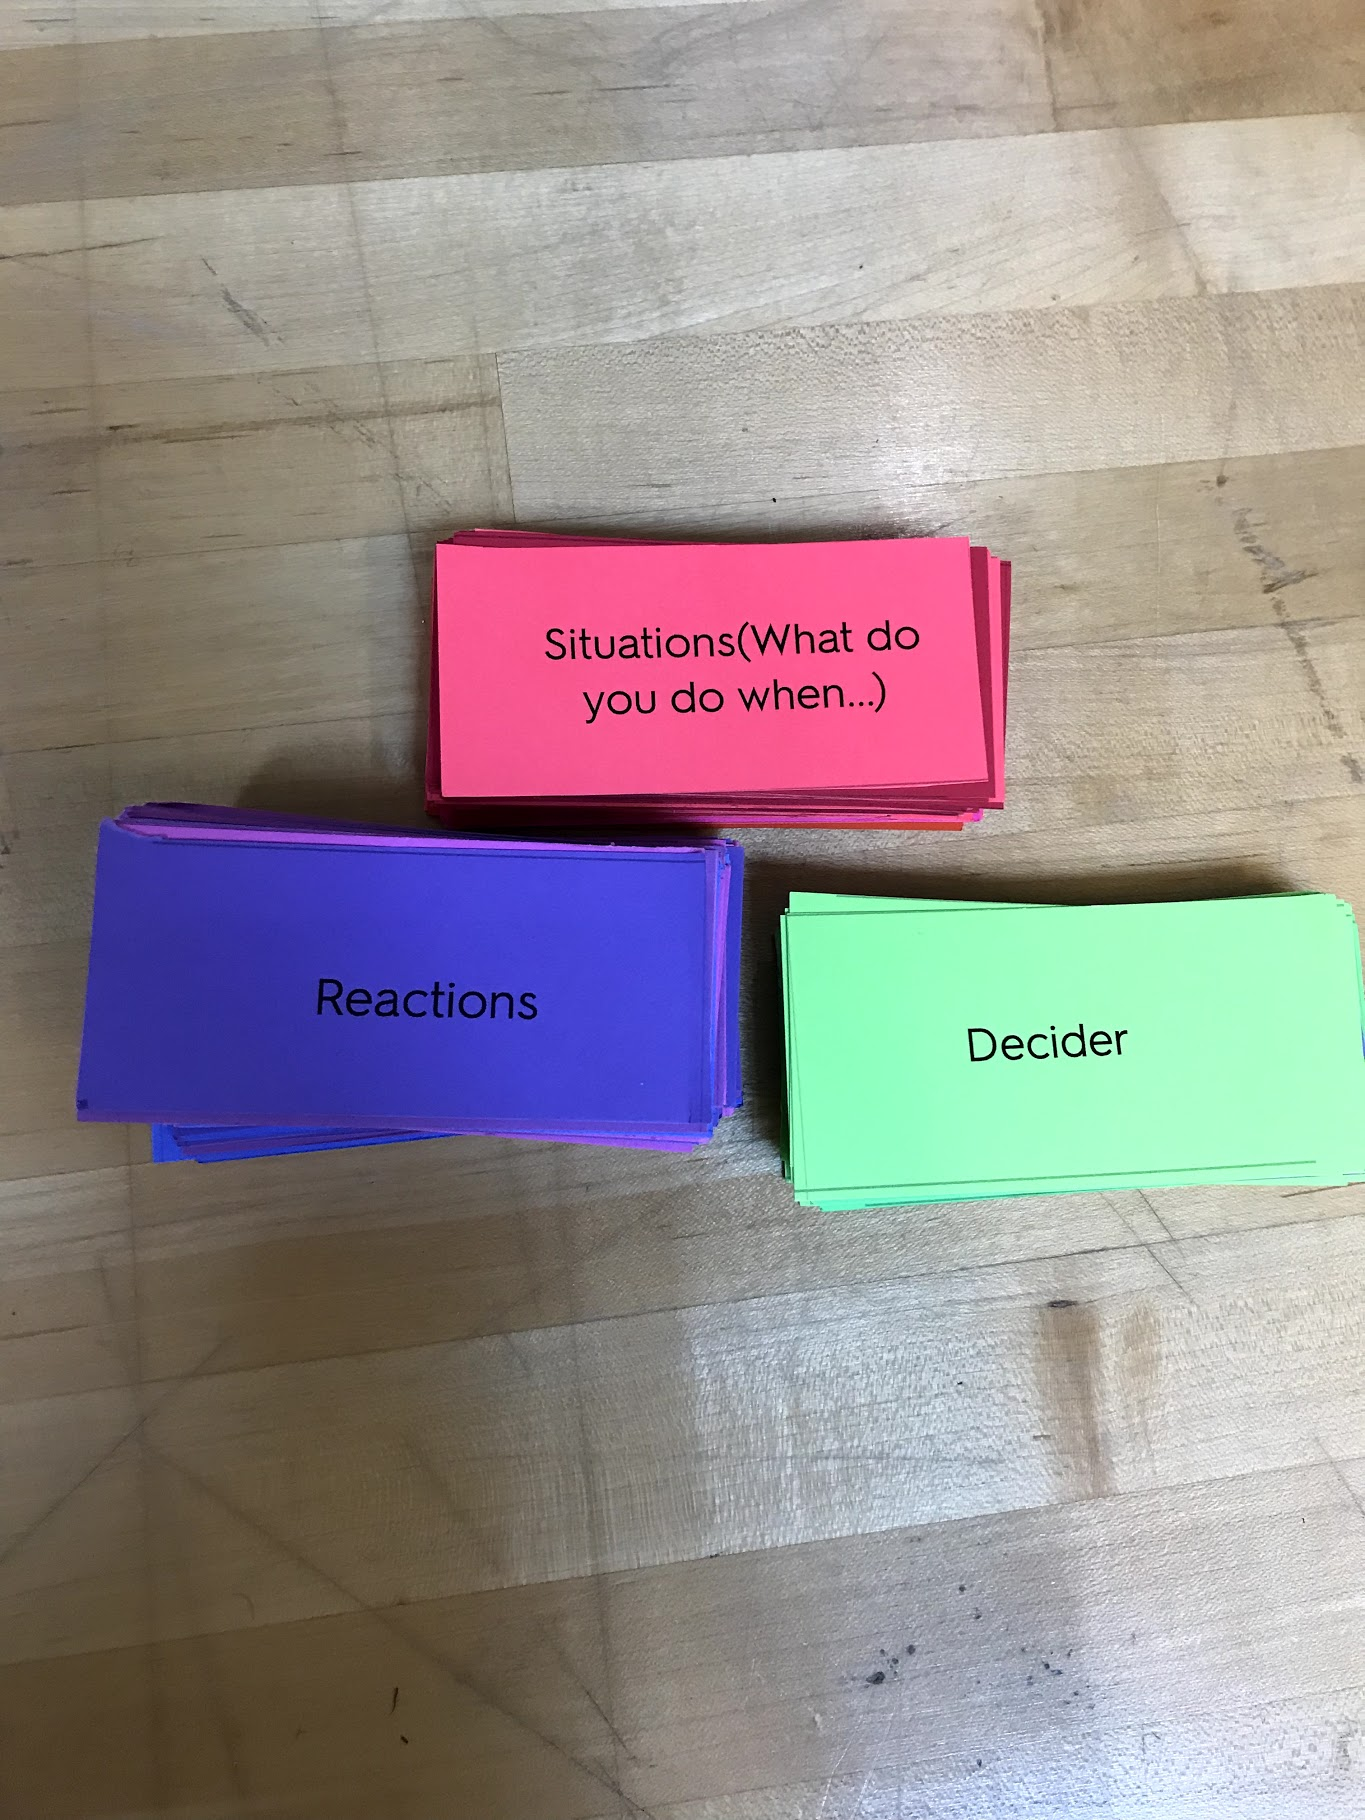 Situations(What do
you do when...)
Reactions
Decider